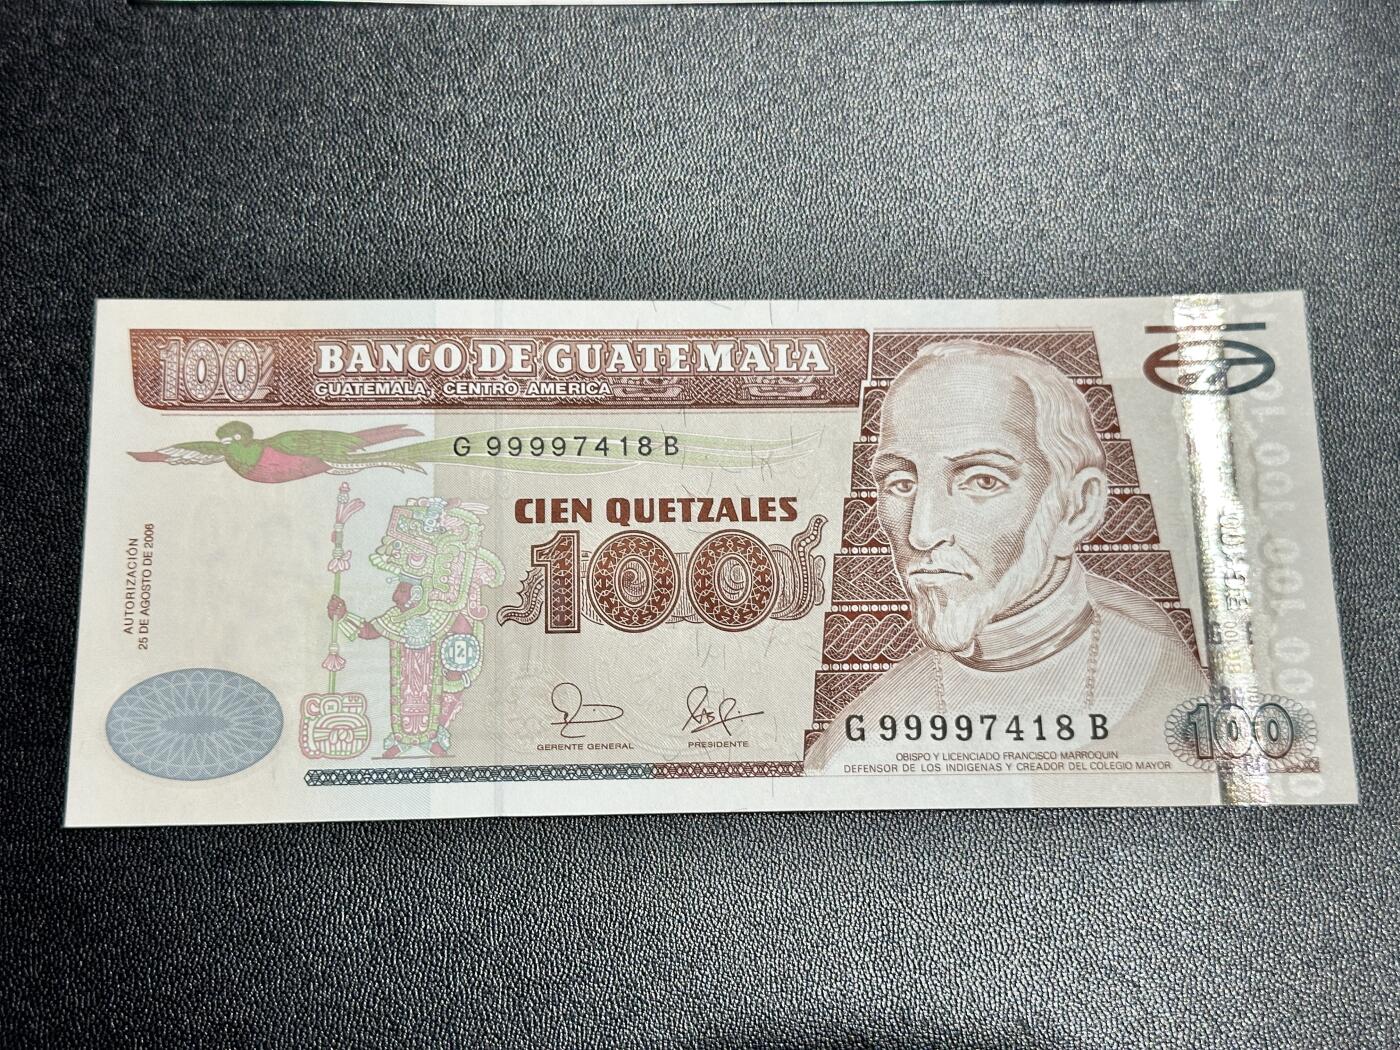 100
BANCO DE GUATEMALA
GUATEMALA, CENTRO AMERICA
G 99997418 B
CIEN QUETZALES
100
AUTORIZACIÓN
25 DE AGOSTO DE 2006
GERENTE GENERAL
PRESIDENTE
G 99997418 B
OBISPO Y LICENCIADO FRANCISCO MARROQUIN
DEFENSOR DE LOS INDIGENAS Y CREADOR DEL COLEGIO MAYOR
100